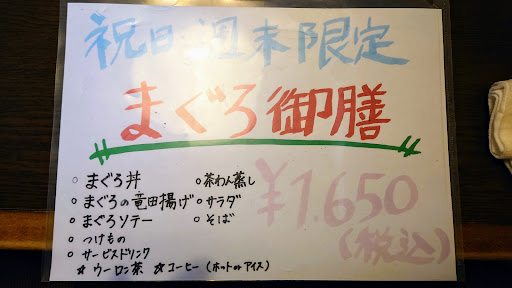 祝日・週末限定
まぐろ御膳
○ まぐろ丼 ○ 茶わん蒸し
○ まぐろの竜田揚げ ○ サラダ
○ まぐろソテー ○ そば
○ つけもの
○ サービスドリンク
☆ ウーロン茶 ☆ コーヒー (ホット or アイス)
¥1.650
(税込)